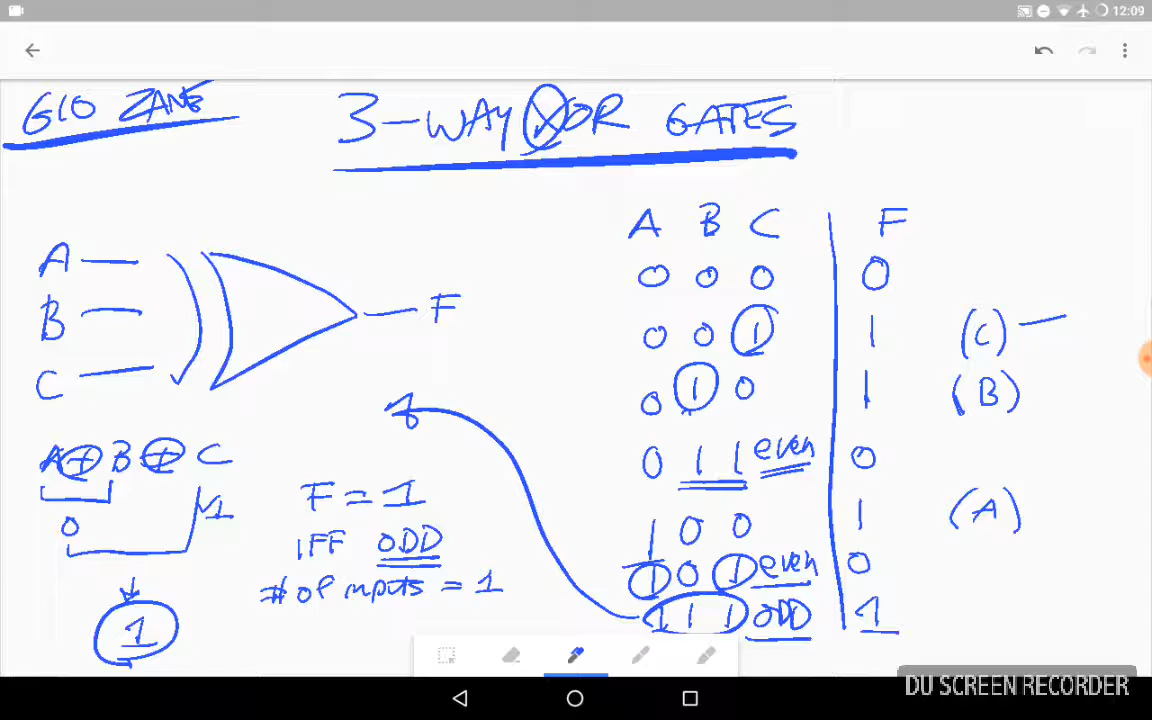 12:09
GIO ZANE
3-WAY XOR GATES
A B C F
0 0 0 0
0 0 1 1 (C)
0 1 0 1 (B)
0 1 1 even 0
1 0 0 1 (A)
1 0 1 even 0
1 1 1 ODD 1
A
B
C
F
A ⊕ B ⊕ C
0 1
1
F = 1
IFF ODD
# of inputs = 1
DU SCREEN RECORDER